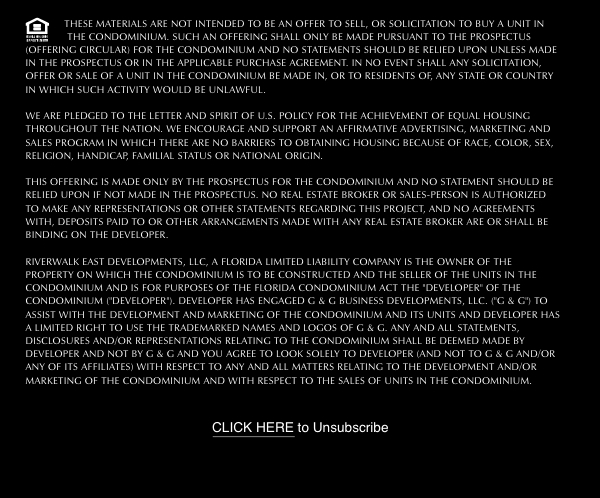 THESE MATERIALS ARE NOT INTENDED TO BE AN OFFER TO SELL, OR SOLICITATION TO BUY A UNIT IN
THE CONDOMINIUM. SUCH AN OFFERING SHALL ONLY BE MADE PURSUANT TO THE PROSPECTUS
(OFFERING CIRCULAR) FOR THE CONDOMINIUM AND NO STATEMENTS SHOULD BE RELIED UPON UNLESS MADE
IN THE PROSPECTUS OR IN THE APPLICABLE PURCHASE AGREEMENT. IN NO EVENT SHALL ANY SOLICITATION,
OFFER OR SALE OF A UNIT IN THE CONDOMINIUM BE MADE IN, OR TO RESIDENTS OF, ANY STATE OR COUNTRY
IN WHICH SUCH ACTIVITY WOULD BE UNLAWFUL.
WE ARE PLEDGED TO THE LETTER AND SPIRIT OF U.S. POLICY FOR THE ACHIEVEMENT OF EQUAL HOUSING
THROUGHOUT THE NATION. WE ENCOURAGE AND SUPPORT AN AFFIRMATIVE ADVERTISING, MARKETING AND
SALES PROGRAM IN WHICH THERE ARE NO BARRIERS TO OBTAINING HOUSING BECAUSE OF RACE, COLOR, SEX,
RELIGION, HANDICAP, FAMILIAL STATUS OR NATIONAL ORIGIN.
THIS OFFERING IS MADE ONLY BY THE PROSPECTUS FOR THE CONDOMINIUM AND NO STATEMENT SHOULD BE
RELIED UPON IF NOT MADE IN THE PROSPECTUS. NO REAL ESTATE BROKER OR SALES-PERSON IS AUTHORIZED
TO MAKE ANY REPRESENTATIONS OR OTHER STATEMENTS REGARDING THIS PROJECT, AND NO AGREEMENTS
WITH, DEPOSITS PAID TO OR OTHER ARRANGEMENTS MADE WITH ANY REAL ESTATE BROKER ARE OR SHALL BE
BINDING ON THE DEVELOPER.
RIVERWALK EAST DEVELOPMENTS, LLC, A FLORIDA LIMITED LIABILITY COMPANY IS THE OWNER OF THE
PROPERTY ON WHICH THE CONDOMINIUM IS TO BE CONSTRUCTED AND THE SELLER OF THE UNITS IN THE
CONDOMINIUM AND IS FOR PURPOSES OF THE FLORIDA CONDOMINIUM ACT THE "DEVELOPER" OF THE
CONDOMINIUM ("DEVELOPER"). DEVELOPER HAS ENGAGED G & G BUSINESS DEVELOPMENTS, LLC. ("G & G") TO
ASSIST WITH THE DEVELOPMENT AND MARKETING OF THE CONDOMINIUM AND ITS UNITS AND DEVELOPER HAS
A LIMITED RIGHT TO USE THE TRADEMARKED NAMES AND LOGOS OF G & G. ANY AND ALL STATEMENTS,
DISCLOSURES AND/OR REPRESENTATIONS RELATING TO THE CONDOMINIUM SHALL BE DEEMED MADE BY
DEVELOPER AND NOT BY G & G AND YOU AGREE TO LOOK SOLELY TO DEVELOPER (AND NOT TO G & G AND/OR
ANY OF ITS AFFILIATES) WITH RESPECT TO ANY AND ALL MATTERS RELATING TO THE DEVELOPMENT AND/OR
MARKETING OF THE CONDOMINIUM AND WITH RESPECT TO THE SALES OF UNITS IN THE CONDOMINIUM.
CLICK HERE to Unsubscribe